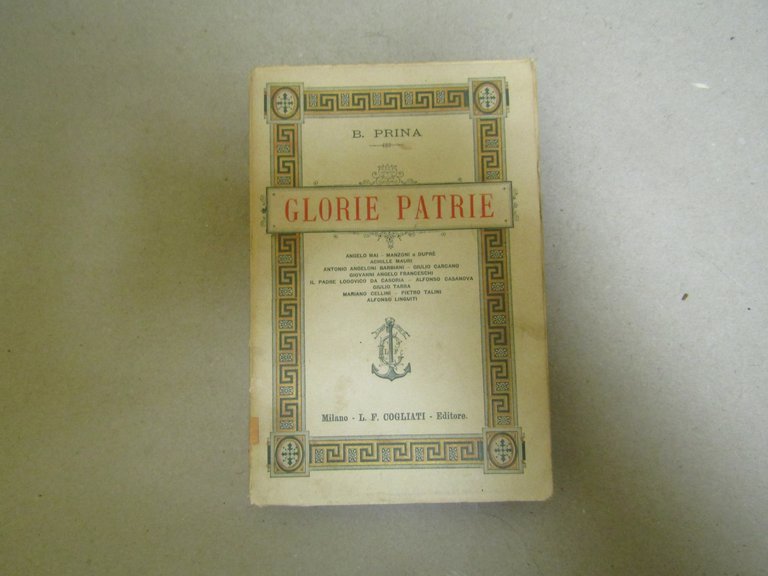 B. PRINA
GLORIE PATRIE
ANGELO MAI - MANZONI e DUPRÈ
ACHILLE MAURI
ANTONIO ANGELONI BARBIANI - GIULIO CARCANO
GIOVANNI ANGELO FRANCESCHI
IL PADRE LODOVICO DA CASORIA - ALFONSO CASANOVA
GIULIO TARRA
MARIANO CELLINI - PIETRO TALINI
ALFONSO LINGUITI
Milano - L. F. COGLIATI - Editore.